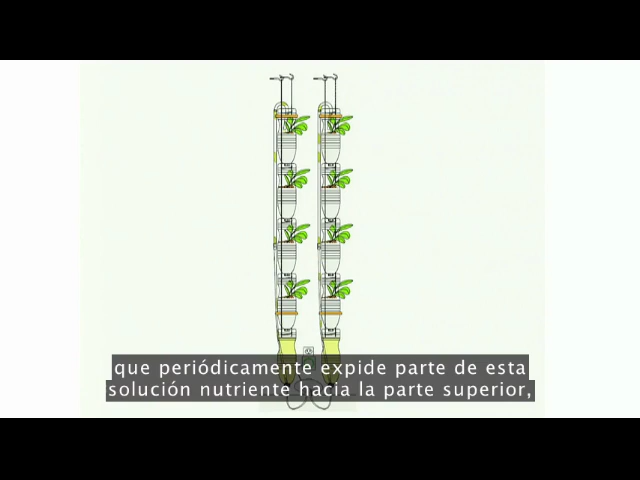 que periódicamente expide parte de esta
solución nutriente hacia la parte superior,